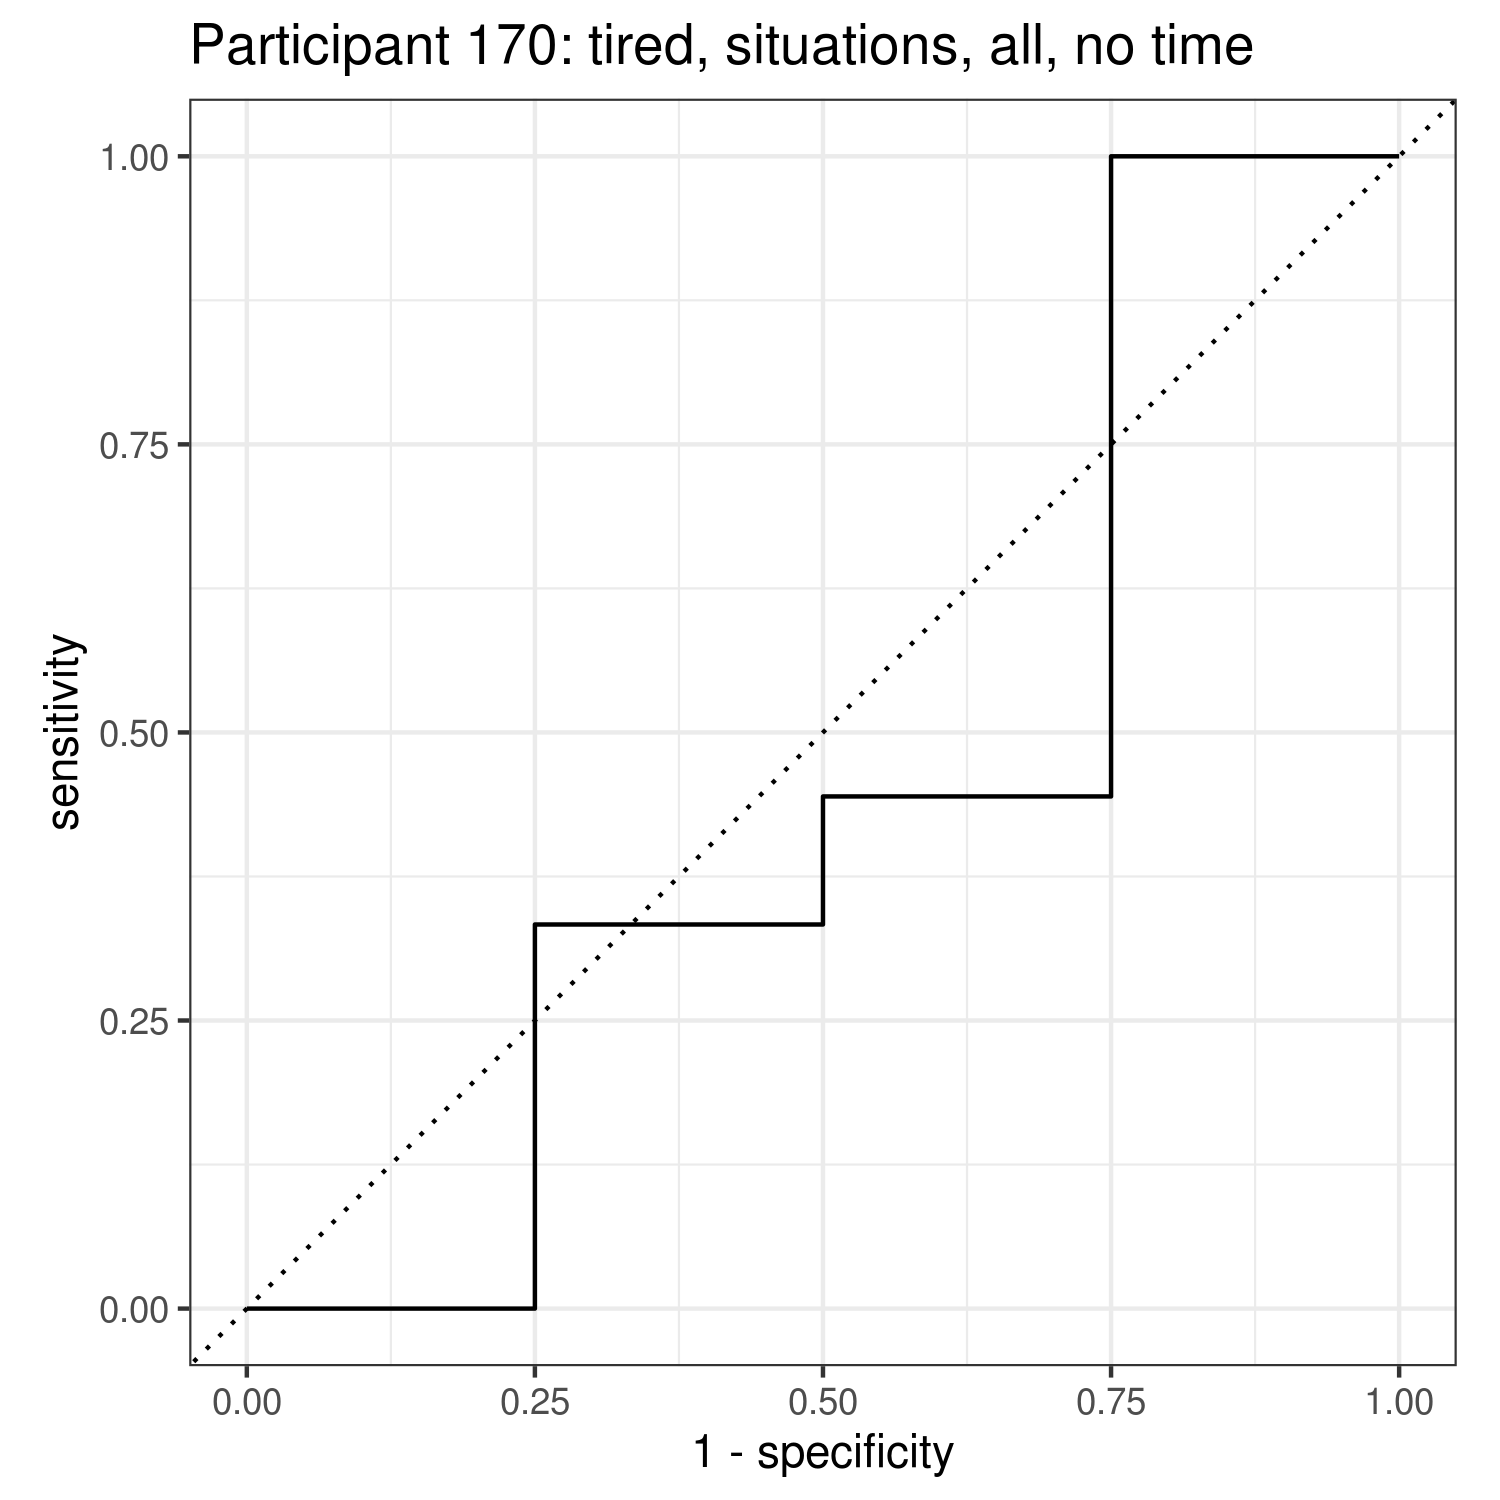 Participant 170: tired, situations, all, no time
1.00
0.75
0.50
0.25
0.00
sensitivity
0.00 0.25 0.50 0.75 1.00
1 - specificity